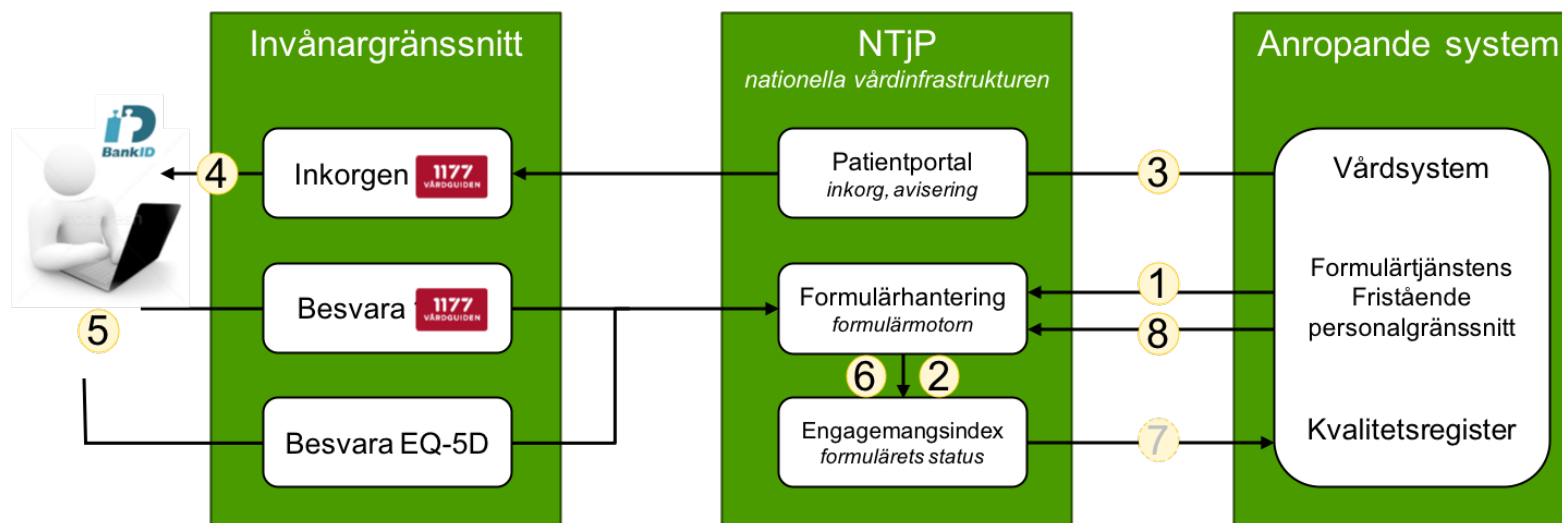 Invånargränssnitt
NTjP
nationella vårdinfrastrukturen
Anropande system
BankID
4
Inkorgen
1177
VÅRDGUIDEN
Patientportal
inkorg, avisering
3
Vårdsystem
5
Besvara
1177
VÅRDGUIDEN
Formulärhantering
formulärmotorn
1
8
Formulärtjänstens
Fristående
personalgränssnitt
6
2
Besvara EQ-5D
Engagemangsindex
formulärets status
7
Kvalitetsregister